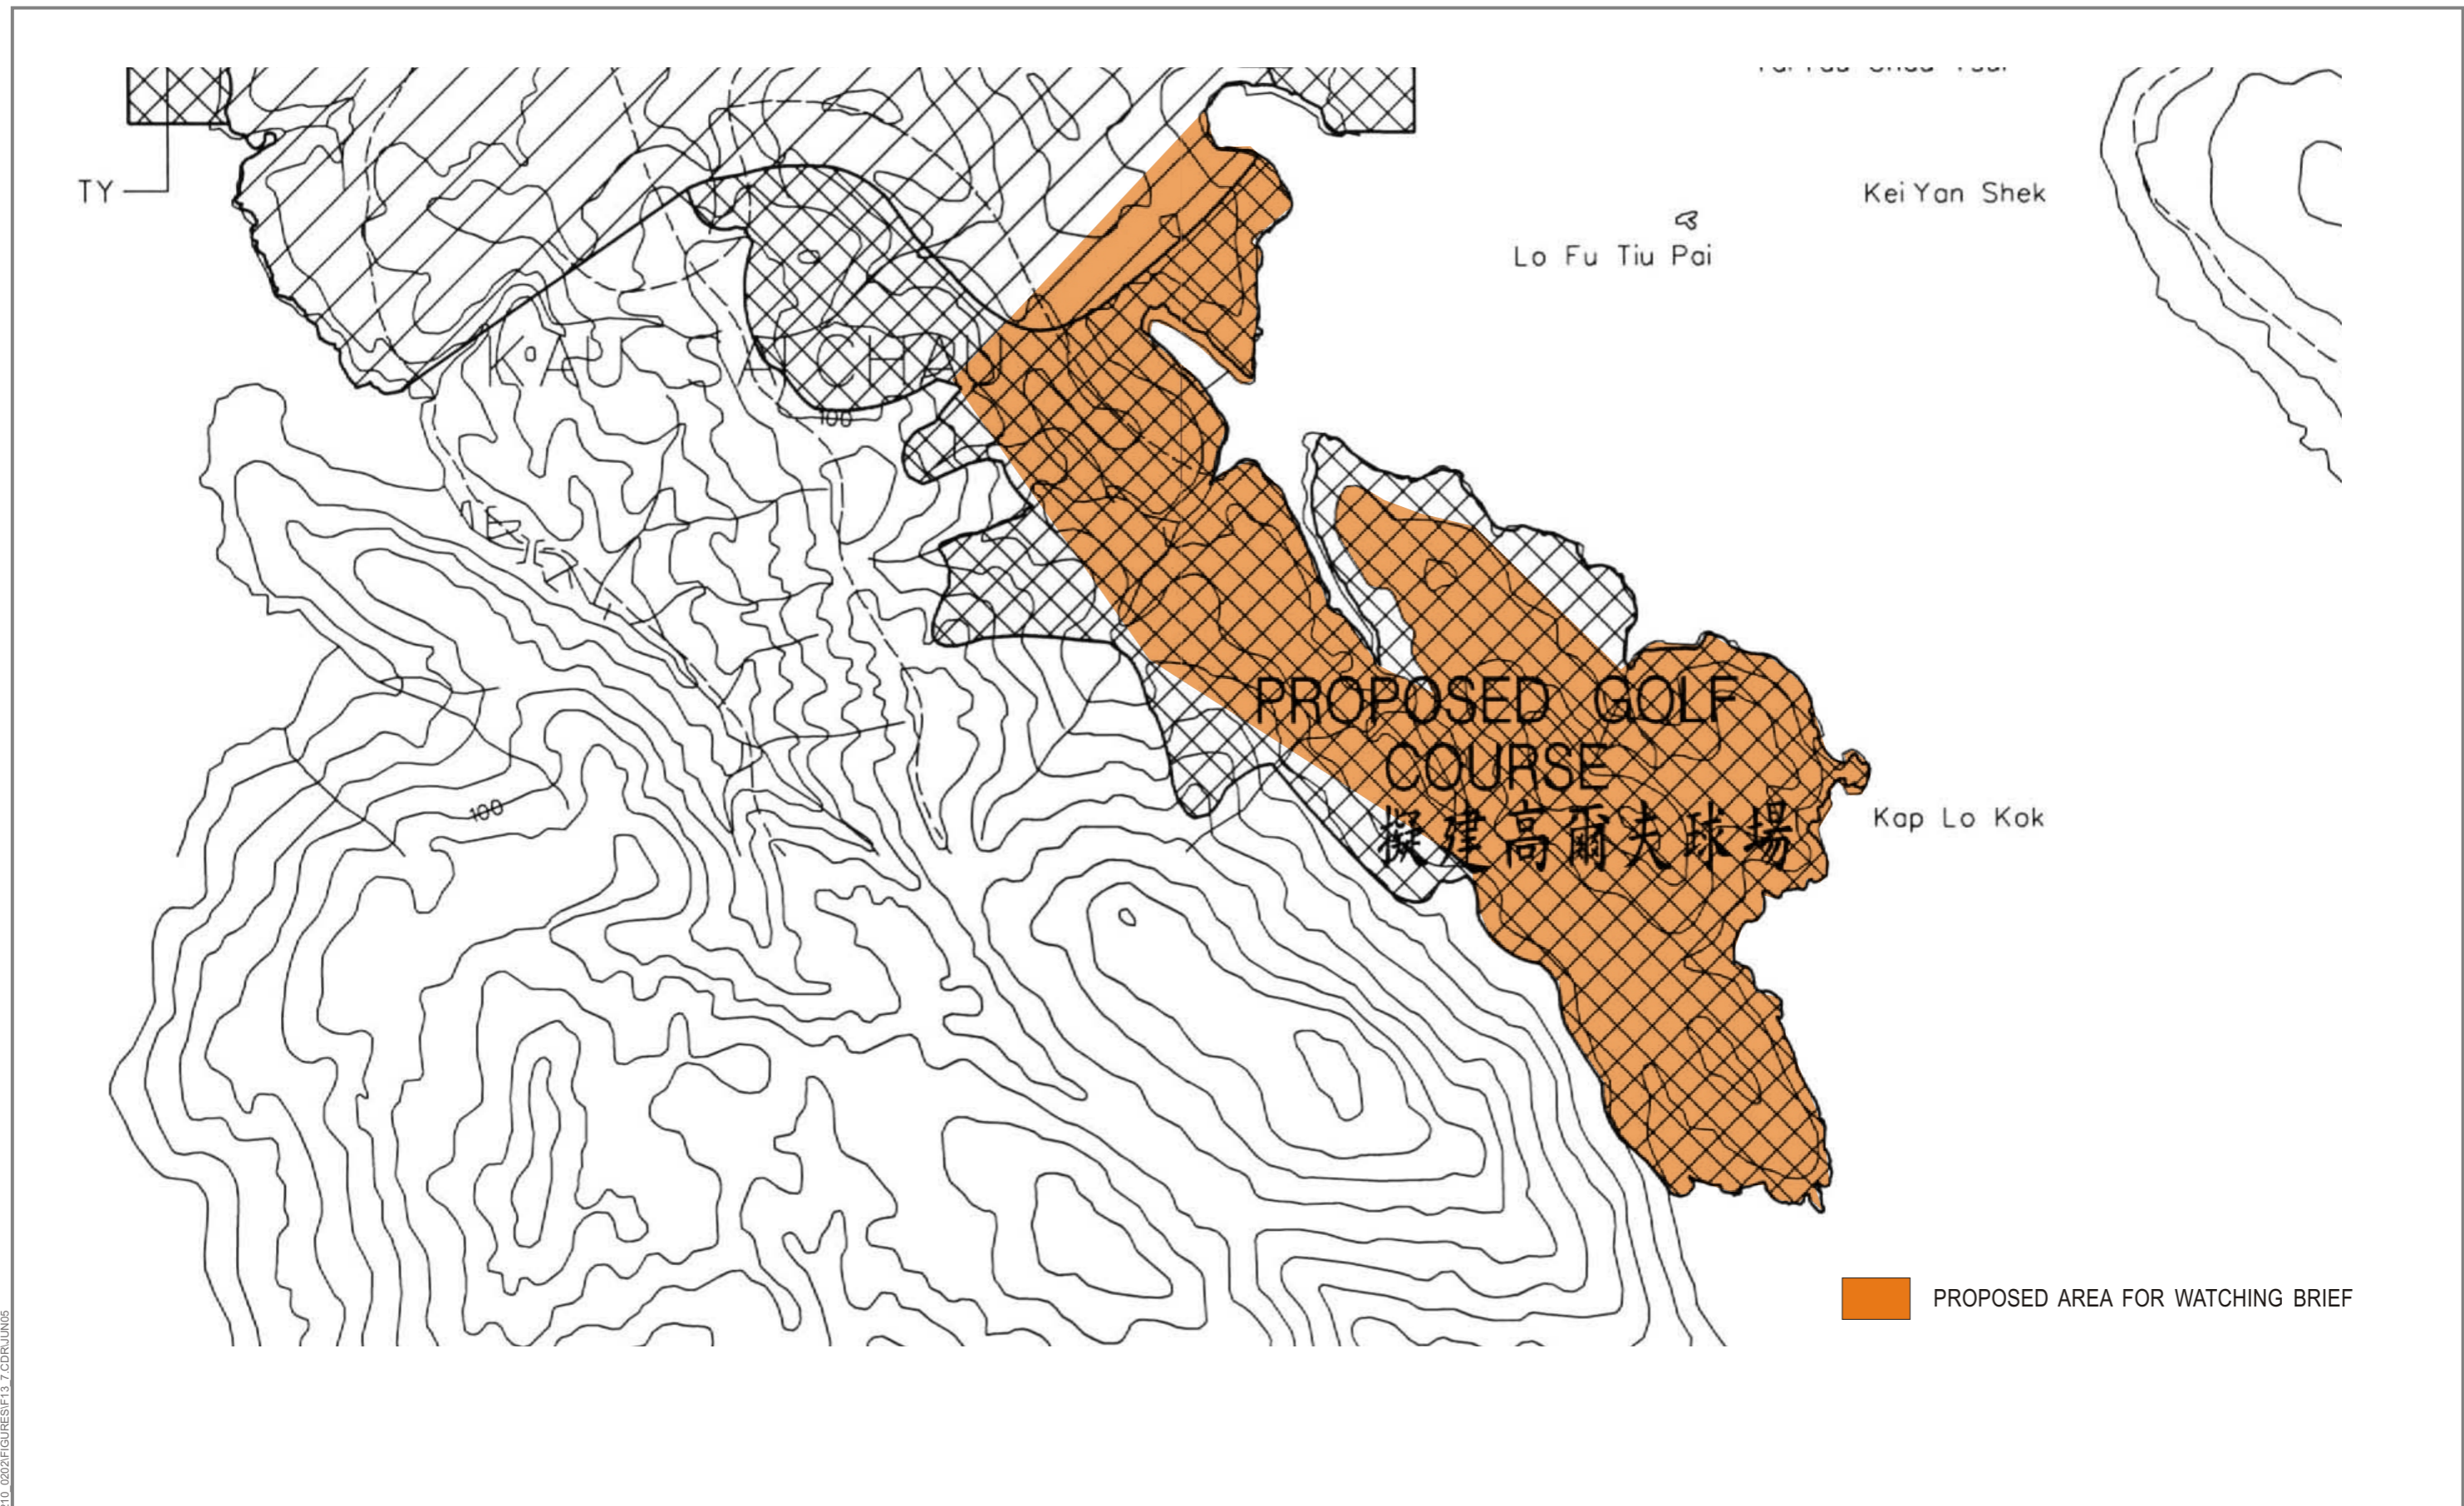 TY
Kei Yan Shek
Lo Fu Tiu Pai
KAU SAI CHAU
100
PROPOSED GOLF
COURSE
擬建高爾夫球場
100
Kap Lo Kok
PROPOSED AREA FOR WATCHING BRIEF